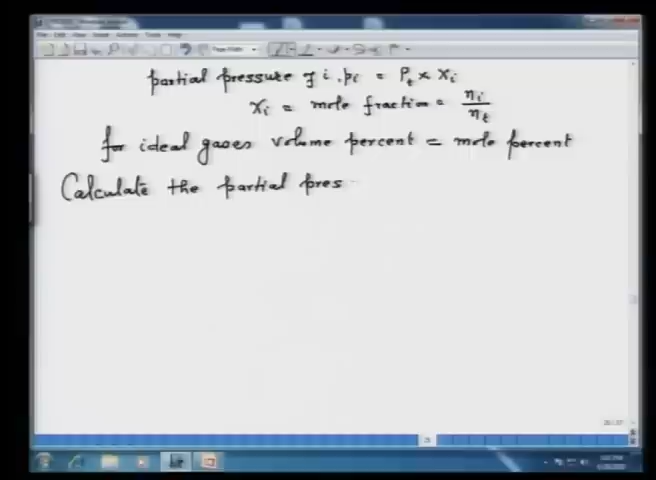 partial pressure of i, pi = Pt × xi
xi = mole fraction = ni / nt
for ideal gases volume percent = mole percent
Calculate the partial pres